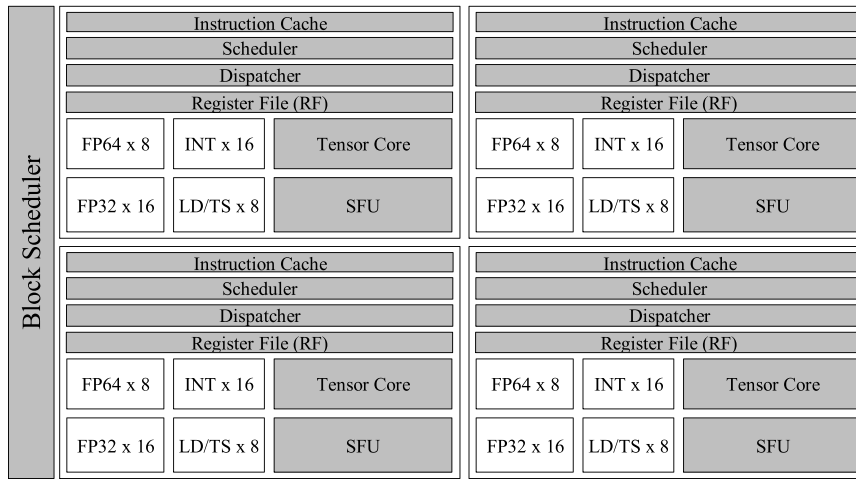 Block Scheduler
Instruction Cache
Scheduler
Dispatcher
Register File (RF)
FP64 x 8 INT x 16 Tensor Core
FP32 x 16 LD/TS x 8 SFU
Instruction Cache
Scheduler
Dispatcher
Register File (RF)
FP64 x 8 INT x 16 Tensor Core
FP32 x 16 LD/TS x 8 SFU
Instruction Cache
Scheduler
Dispatcher
Register File (RF)
FP64 x 8 INT x 16 Tensor Core
FP32 x 16 LD/TS x 8 SFU
Instruction Cache
Scheduler
Dispatcher
Register File (RF)
FP64 x 8 INT x 16 Tensor Core
FP32 x 16 LD/TS x 8 SFU